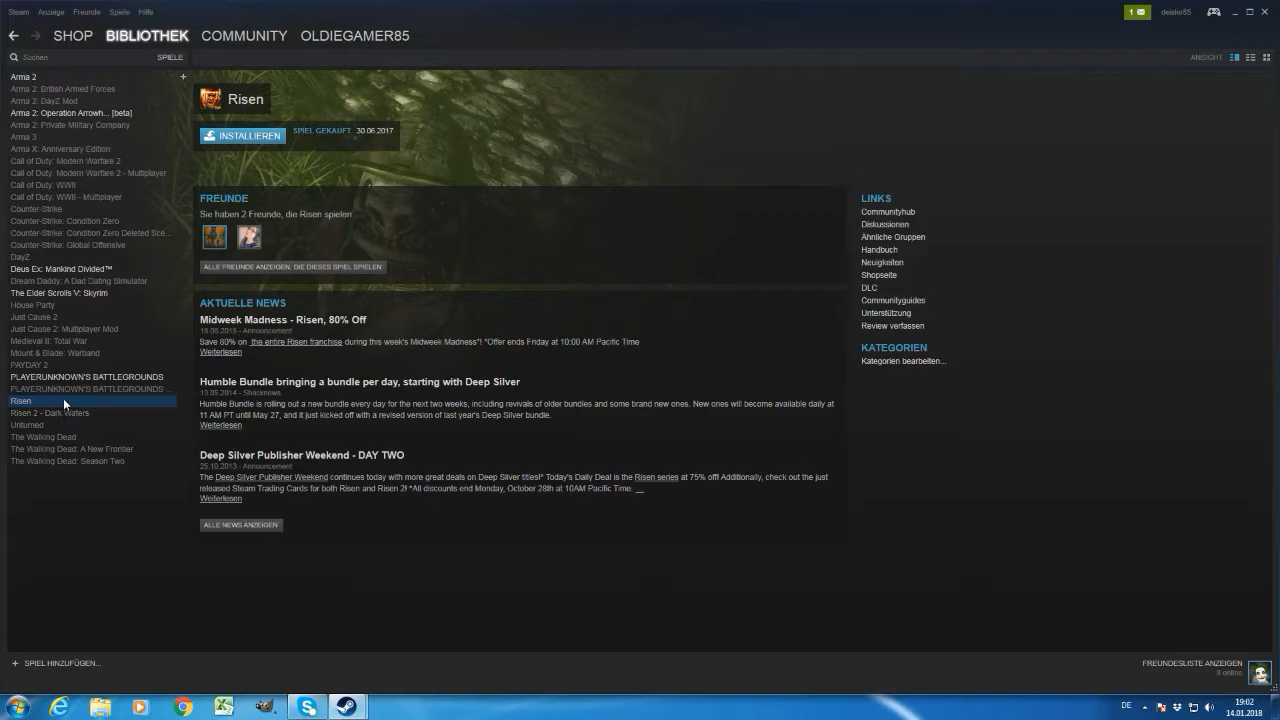 Steam Anzeige Freunde Spiele Hilfe
1
deisler85
SHOP BIBLIOTHEK COMMUNITY OLDIEGAMER85
Suchen SPIELE
ANSICHT
Arma 2
Arma 2: British Armed Forces
Arma 2: DayZ Mod
Arma 2: Operation Arrowh... [beta]
Arma 2: Private Military Company
Arma 3
Arma X: Anniversary Edition
Call of Duty: Modern Warfare 2
Call of Duty: Modern Warfare 2 - Multiplayer
Call of Duty: WWII
Call of Duty: WWII - Multiplayer
Counter-Strike
Counter-Strike: Condition Zero
Counter-Strike: Condition Zero Deleted Sce...
Counter-Strike: Global Offensive
DayZ
Deus Ex: Mankind Divided™
Dream Daddy: A Dad Dating Simulator
The Elder Scrolls V: Skyrim
House Party
Just Cause 2
Just Cause 2: Multiplayer Mod
Medieval II: Total War
Mount & Blade: Warband
PAYDAY 2
PLAYERUNKNOWN'S BATTLEGROUNDS
PLAYERUNKNOWN'S BATTLEGROUNDS ...
Risen
Risen 2 - Dark Waters
Unturned
The Walking Dead
The Walking Dead: A New Frontier
The Walking Dead: Season Two
+ SPIEL HINZUFÜGEN...
Risen
INSTALLIEREN
SPIEL GEKAUFT 30.06.2017
FREUNDE
Sie haben 2 Freunde, die Risen spielen
ALLE FREUNDE ANZEIGEN, DIE DIESES SPIEL SPIELEN
AKTUELLE NEWS
Midweek Madness - Risen, 80% Off
18.08.2015 - Announcement
Save 80% on the entire Risen franchise during this week's Midweek Madness*! *Offer ends Friday at 10:00 AM Pacific Time
Weiterlesen
Humble Bundle bringing a bundle per day, starting with Deep Silver
13.05.2014 - Shacknews
Humble Bundle is rolling out a new bundle every day for the next two weeks, including revivals of older bundles and some brand new ones. New ones will become available daily at
11 AM PT until May 27, and it just kicked off with a revised version of last year's Deep Silver bundle.
Weiterlesen
Deep Silver Publisher Weekend - DAY TWO
25.10.2013 - Announcement
The Deep Silver Publisher Weekend continues today with more great deals on Deep Silver titles!* Today's Daily Deal is the Risen series at 75% off! Additionally, check out the just
released Steam Trading Cards for both Risen and Risen 2! *All discounts end Monday, October 28th at 10AM Pacific Time. ...
Weiterlesen
ALLE NEWS ANZEIGEN
LINKS
Communityhub
Diskussionen
Ähnliche Gruppen
Handbuch
Neuigkeiten
Shopseite
DLC
Communityguides
Unterstützung
Review verfassen
KATEGORIEN
Kategorien bearbeiten...
FREUNDESLISTE ANZEIGEN
8 online
DE
19:02
14.01.2018